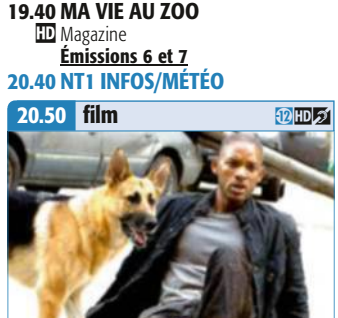 19.40 MA VIE AU ZOO
HD Magazine
Émissions 6 et 7
20.40 NT1 INFOS/MÉTÉO
20.50 film 12 HD